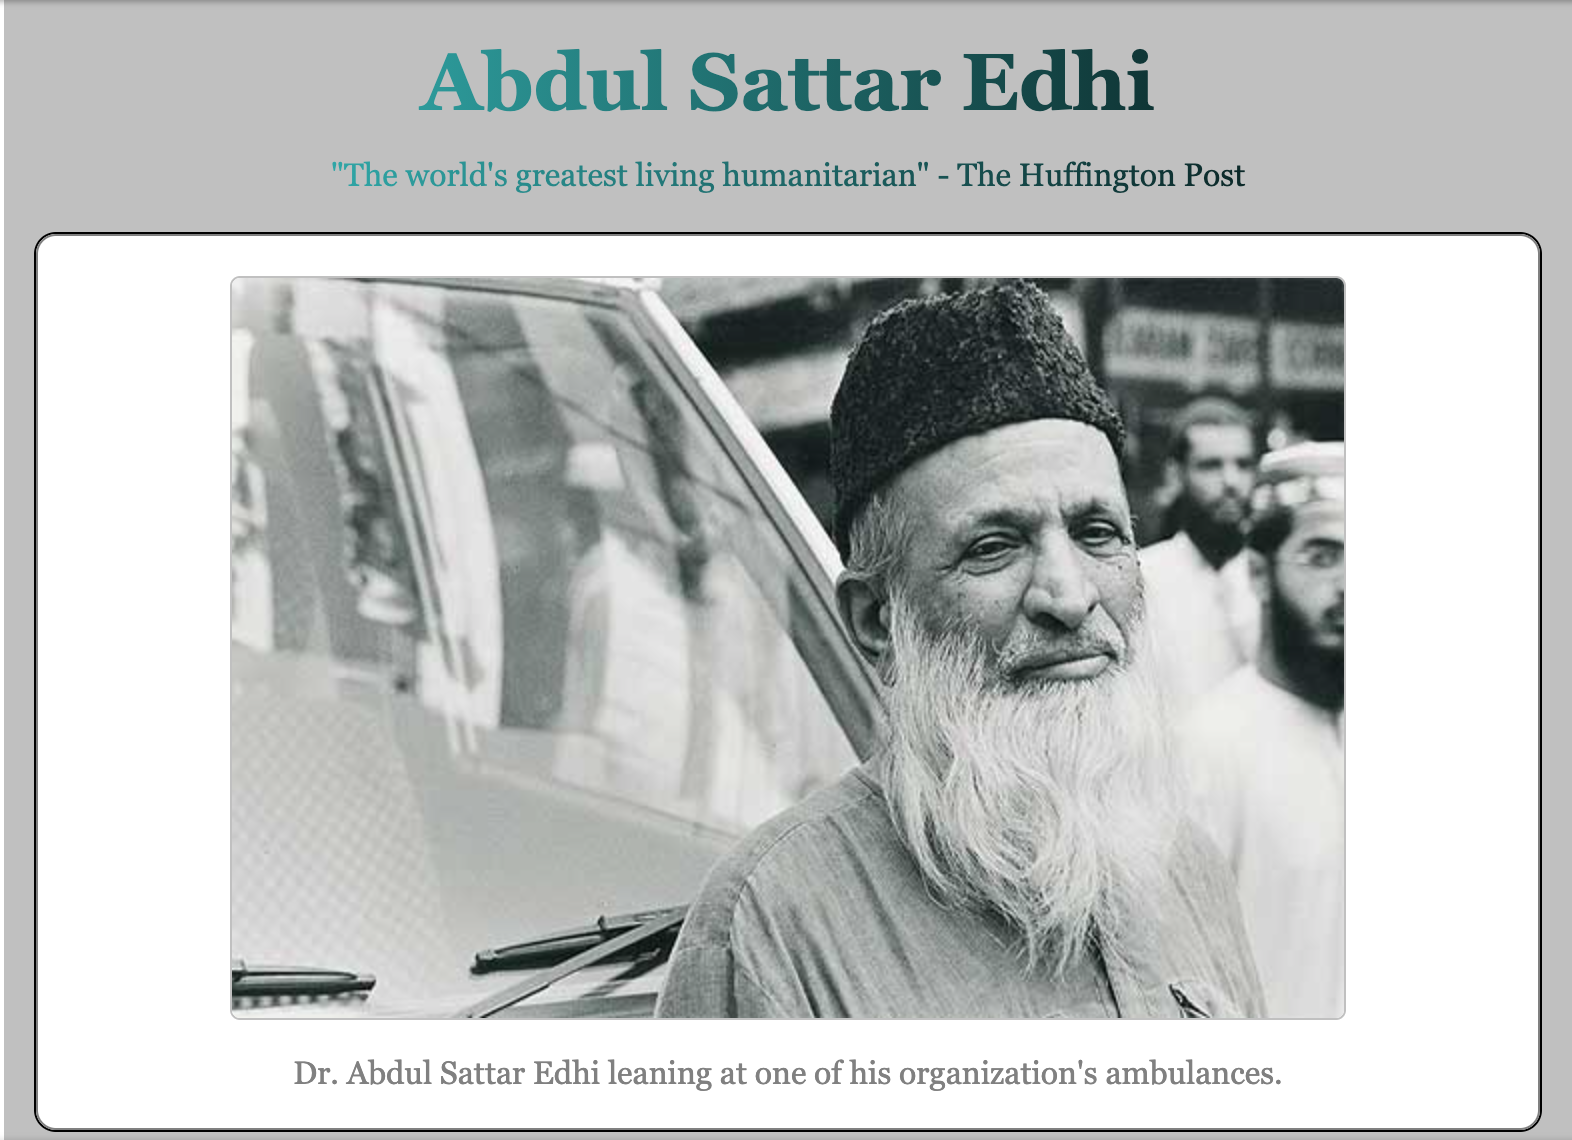 Abdul Sattar Edhi
"The world's greatest living humanitarian" - The Huffington Post
Dr. Abdul Sattar Edhi leaning at one of his organization's ambulances.